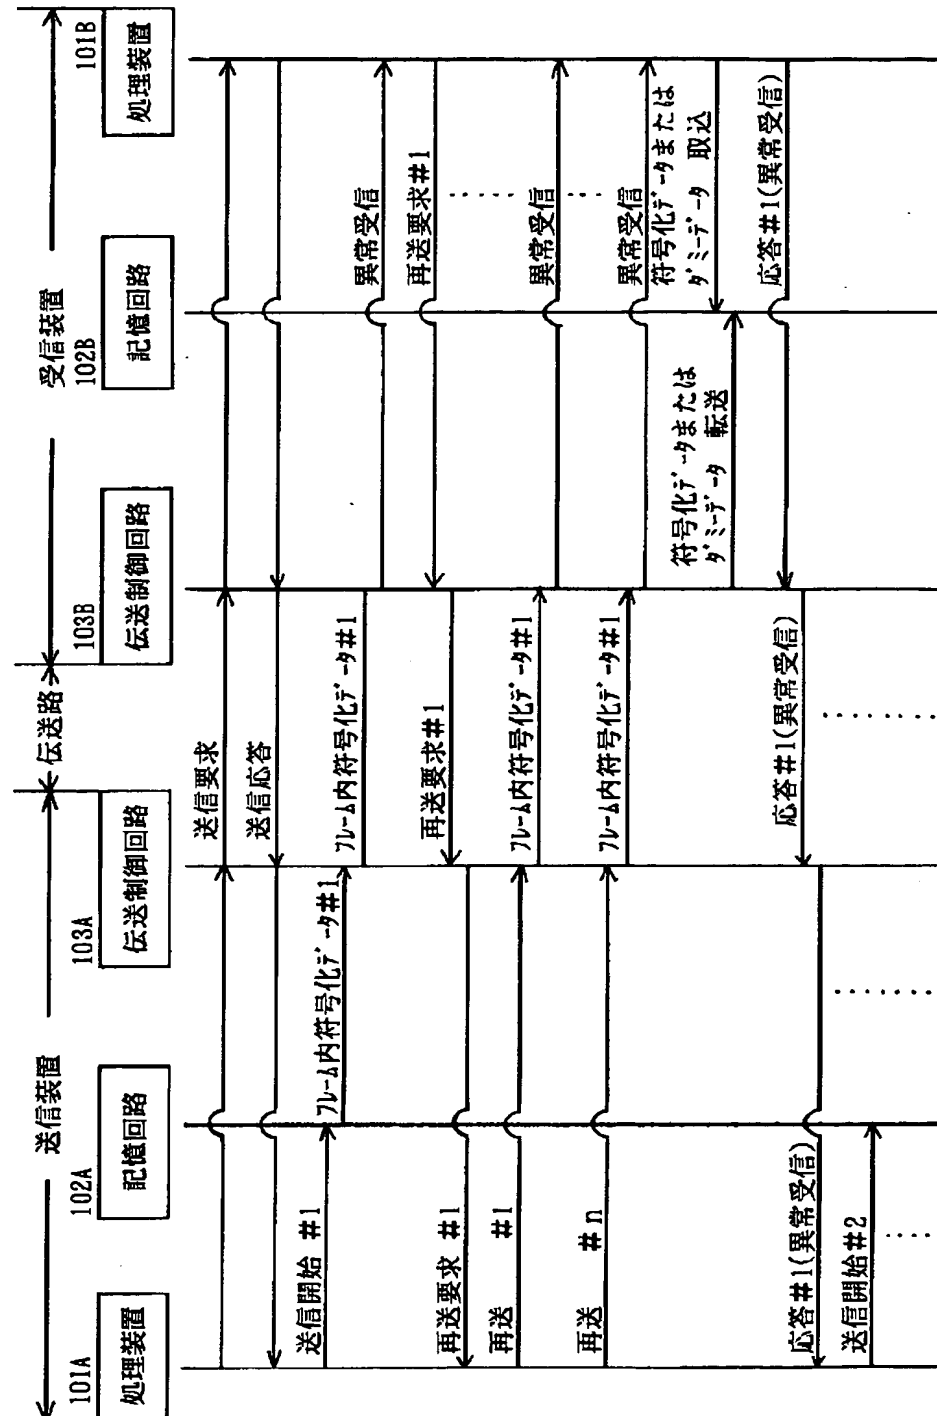 送信装置
伝送路
受信装置
101A
102A
103A
103B
102B
101B
処理装置
記憶回路
伝送制御回路
伝送制御回路
記憶回路
処理装置
送信要求
送信応答
送信開始 #1
フレーム内符号化データ#1
フレーム内符号化データ#1
異常受信
再送要求#1
再送要求#1
再送要求 #1
再送 #1
フレーム内符号化データ#1
異常受信
再送 #n
フレーム内符号化データ#1
異常受信
符号化データまたは
ダミーデータ 取込
符号化データまたは
ダミーデータ 転送
応答#1(異常受信)
応答#1(異常受信)
応答#1(異常受信)
送信開始#2